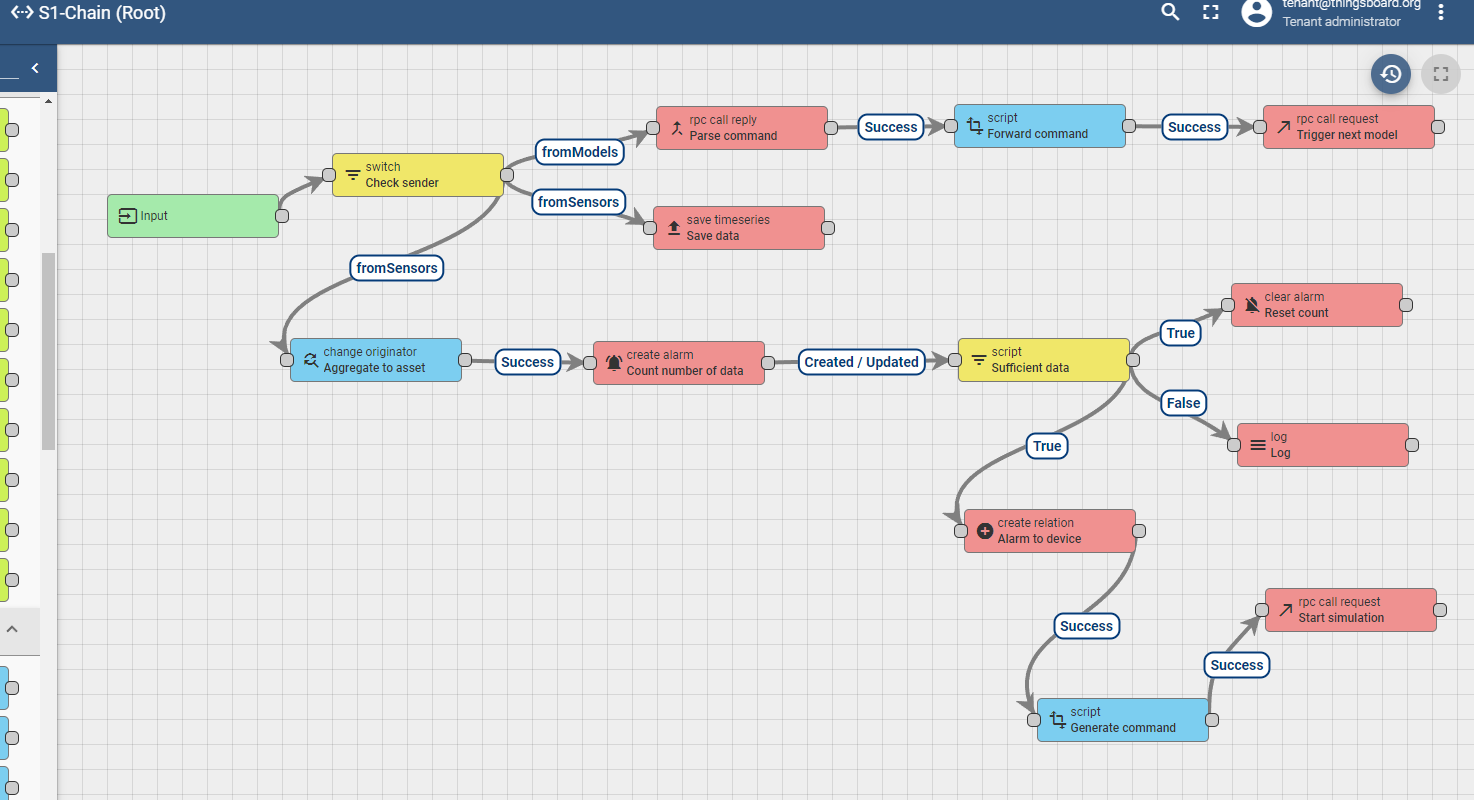 S1-Chain (Root)
tenant@thingsboard.org
Tenant administrator
rpc call reply
Parse command
Success
script
Forward command
Success
rpc call request
Trigger next model
fromModels
switch
Check sender
fromSensors
Input
save timeseries
Save data
fromSensors
clear alarm
Reset count
True
change originator
Aggregate to asset
Success
create alarm
Count number of data
Created / Updated
script
Sufficient data
False
log
Log
True
create relation
Alarm to device
Success
rpc call request
Start simulation
Success
script
Generate command